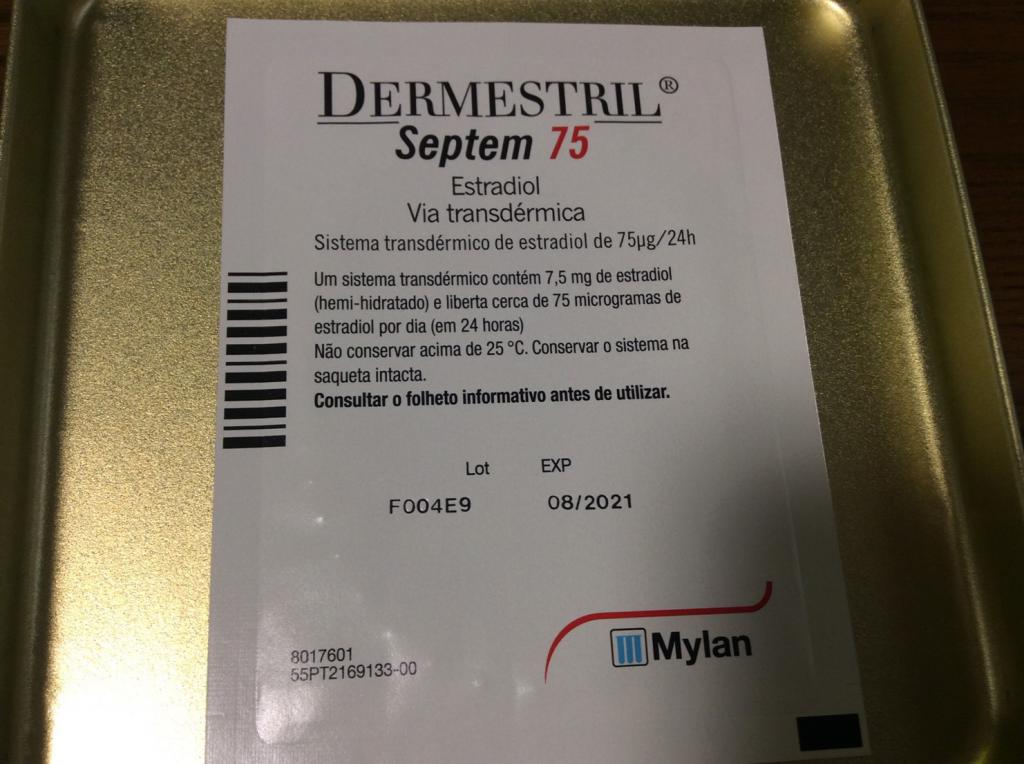 DERMESTRIL®
Septem 75
Estradiol
Via transdérmica
Sistema transdérmico de estradiol de 75µg/24h
Um sistema transdérmico contém 7,5 mg de estradiol
(hemi-hidratado) e liberta cerca de 75 microgramas de
estradiol por dia (em 24 horas)
Não conservar acima de 25 °C. Conservar o sistema na
saqueta intacta.
Consultar o folheto informativo antes de utilizar.
Lot EXP
F004E9 08/2021
8017601
55PT2169133-00
Mylan